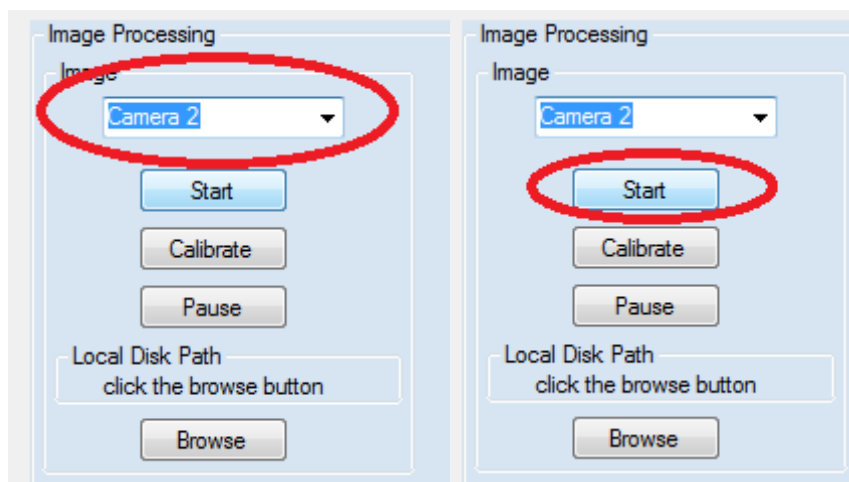 Image Processing
Image
Camera 2
Start
Calibrate
Pause
Local Disk Path
click the browse button
Browse
Image Processing
Image
Camera 2
Start
Calibrate
Pause
Local Disk Path
click the browse button
Browse